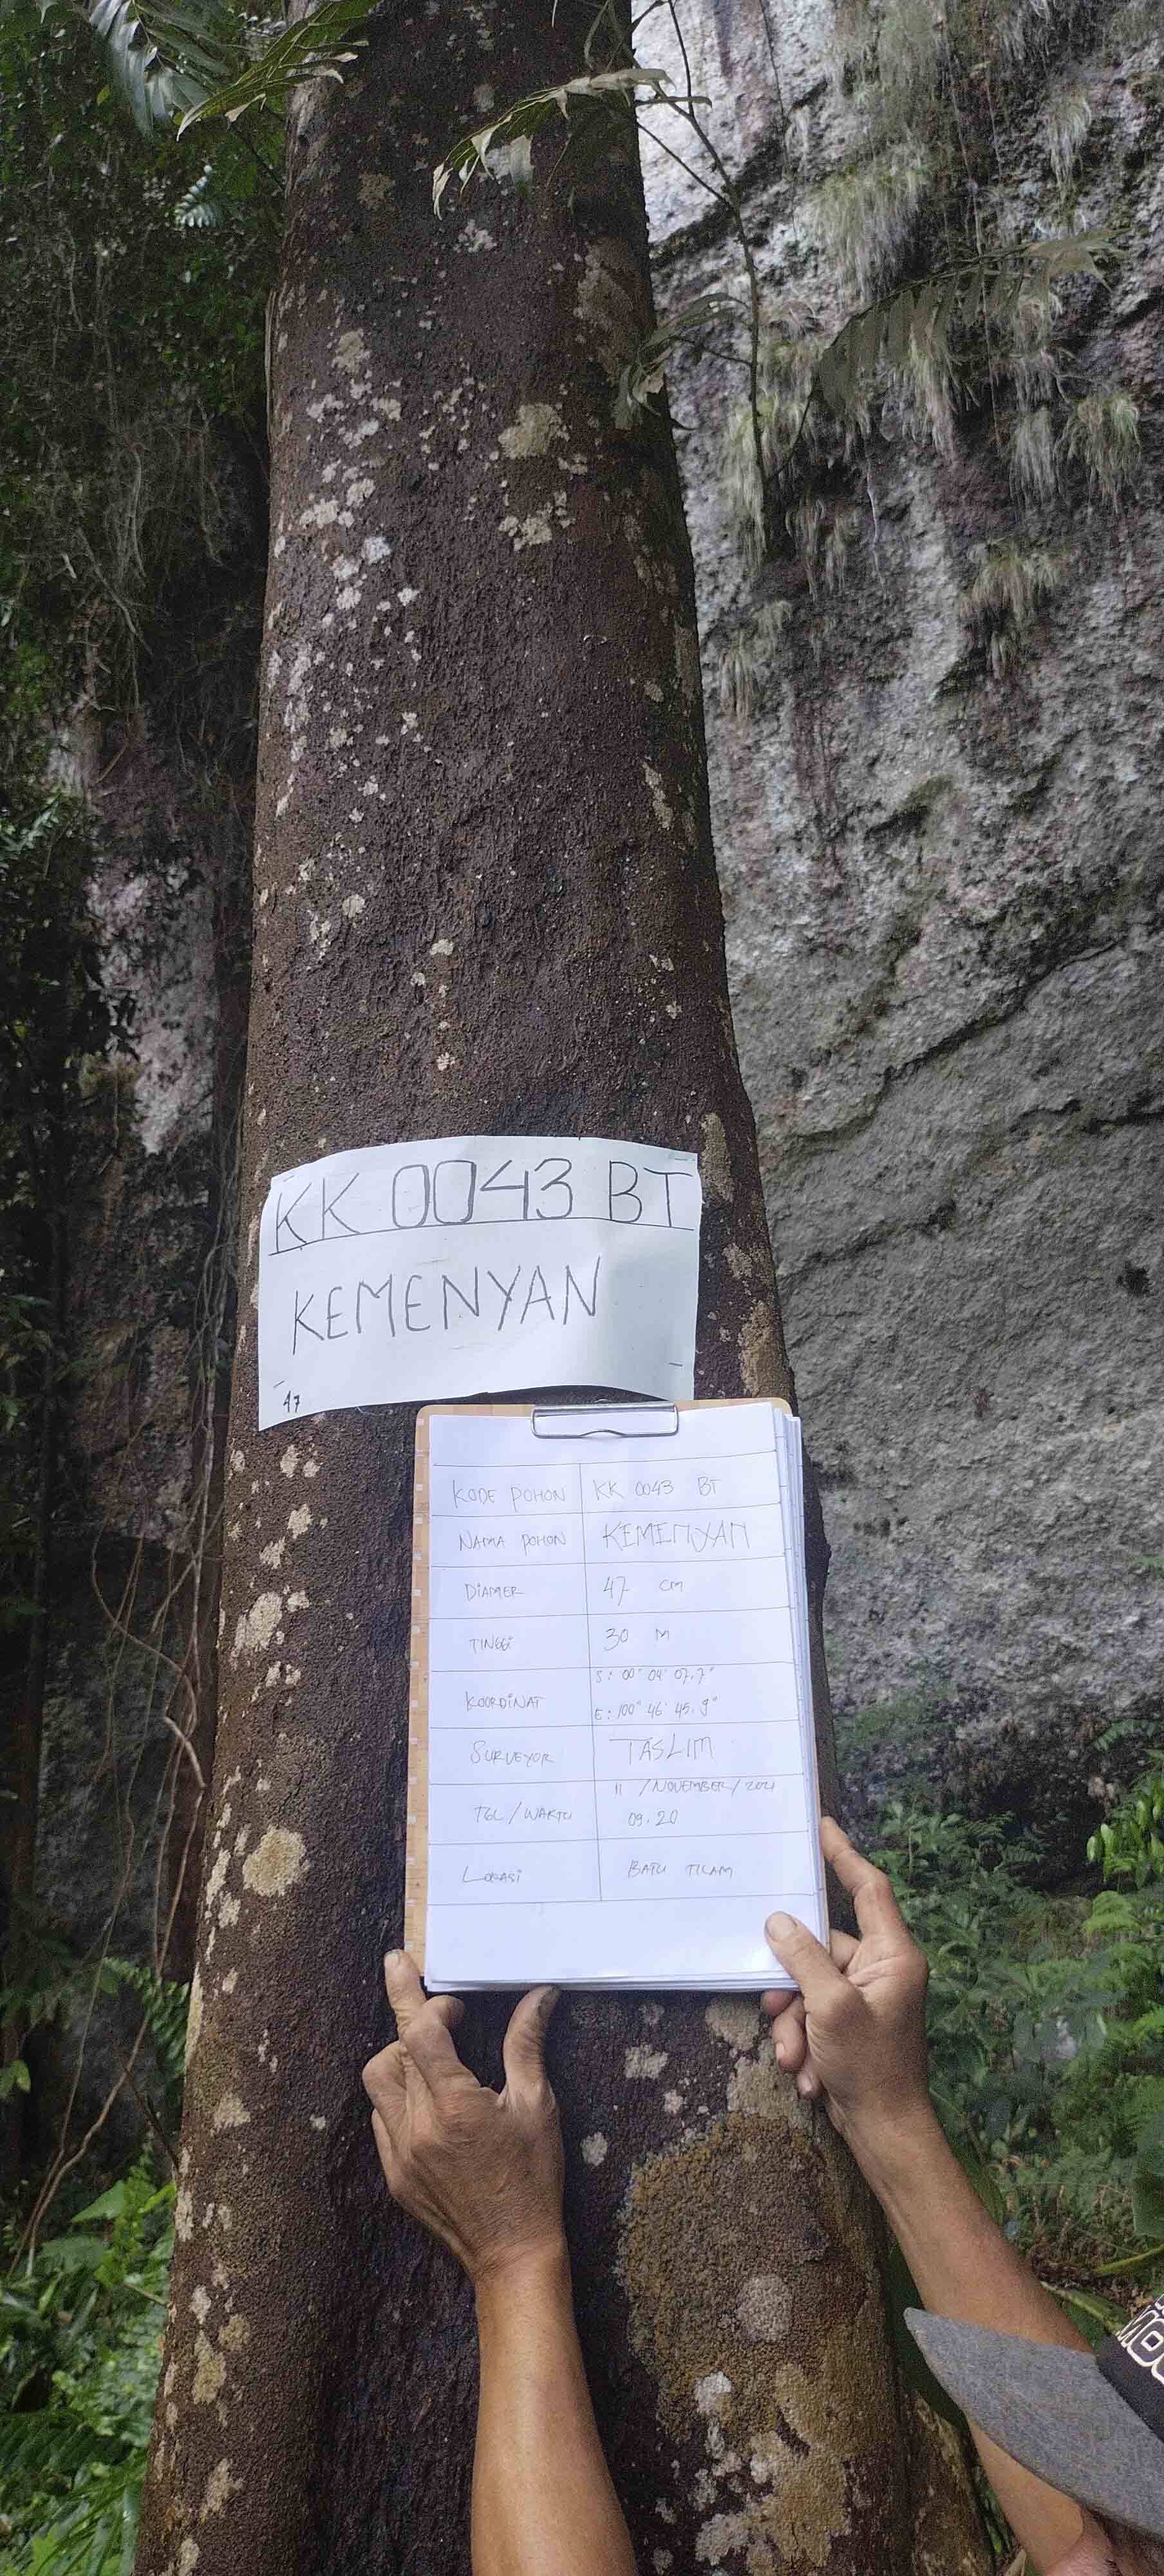 KK 0043 BT
KEMENYAN
47
KODE POHON KK 0043 BT
NAMA POHON KEMENYAN
DIAMER 47 CM
TINGGI 30 M
KOORDINAT S: 00° 04' 07.7"
E: 100° 46' 45.9"
SURVEYOR TASLIM
TGL/WAKTU 11 /NOVEMBER/2021
09.20
LOKASI BATU TILAM